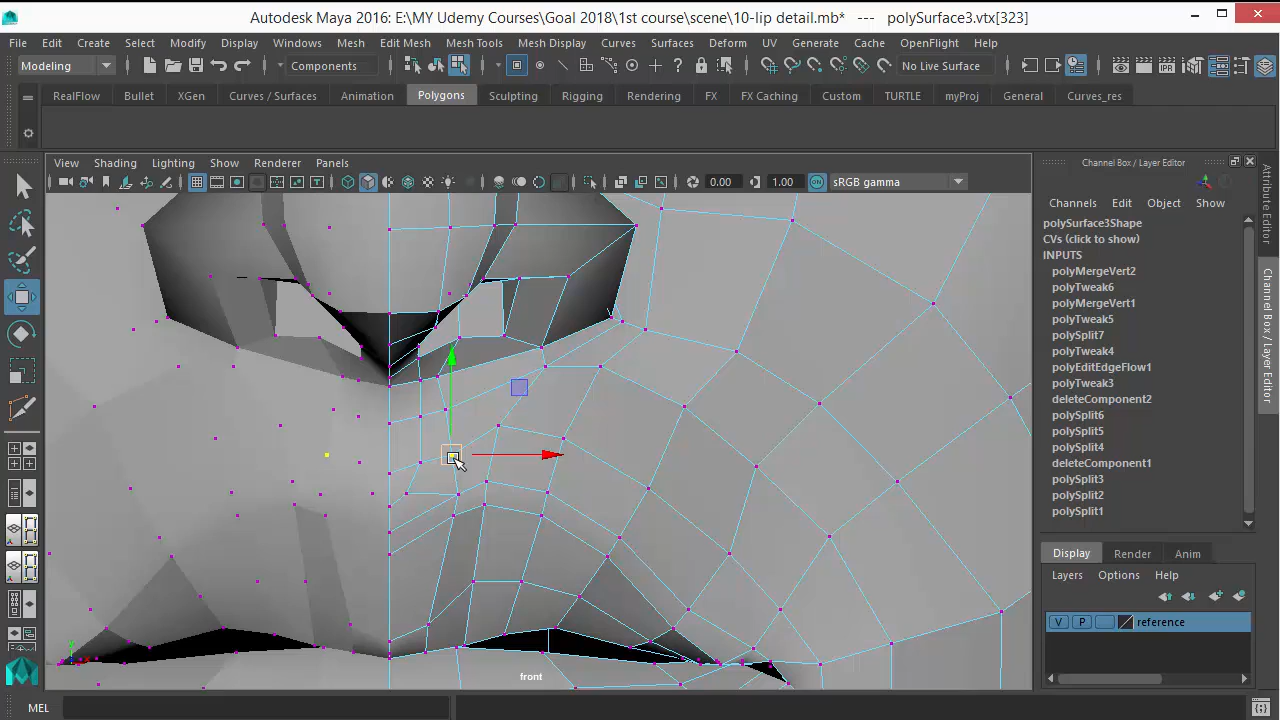 Autodesk Maya 2016: E:\MY Udemy Courses\Goal 2018\1st course\scene\10-lip detail.mb*   ---   polySurface3.vtx[323]
File Edit Create Select Modify Display Windows Mesh Edit Mesh Mesh Tools Mesh Display Curves Surfaces Deform UV Generate Cache OpenFlight Help
Modeling Components No Live Surface
RealFlow Bullet XGen Curves / Surfaces Animation Polygons Sculpting Rigging Rendering FX FX Caching Custom TURTLE myProj General Curves_res
View Shading Lighting Show Renderer Panels
0.00 1.00 ON sRGB gamma
front
Channel Box / Layer Editor
Channels Edit Object Show
polySurface3Shape
CVs (click to show)
INPUTS
polyMergeVert2
polyTweak6
polyMergeVert1
polyTweak5
polySplit7
polyTweak4
polyEditEdgeFlow1
polyTweak3
deleteComponent2
polySplit6
polySplit5
polySplit4
deleteComponent1
polySplit3
polySplit2
polySplit1
Display Render Anim
Layers Options Help
V P reference
Attribute Editor
Channel Box / Layer Editor
MEL